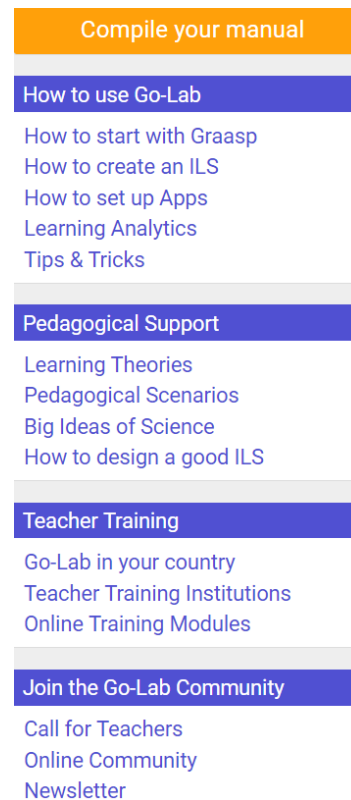 Compile your manual
How to use Go-Lab
How to start with Graasp
How to create an ILS
How to set up Apps
Learning Analytics
Tips & Tricks
Pedagogical Support
Learning Theories
Pedagogical Scenarios
Big Ideas of Science
How to design a good ILS
Teacher Training
Go-Lab in your country
Teacher Training Institutions
Online Training Modules
Join the Go-Lab Community
Call for Teachers
Online Community
Newsletter